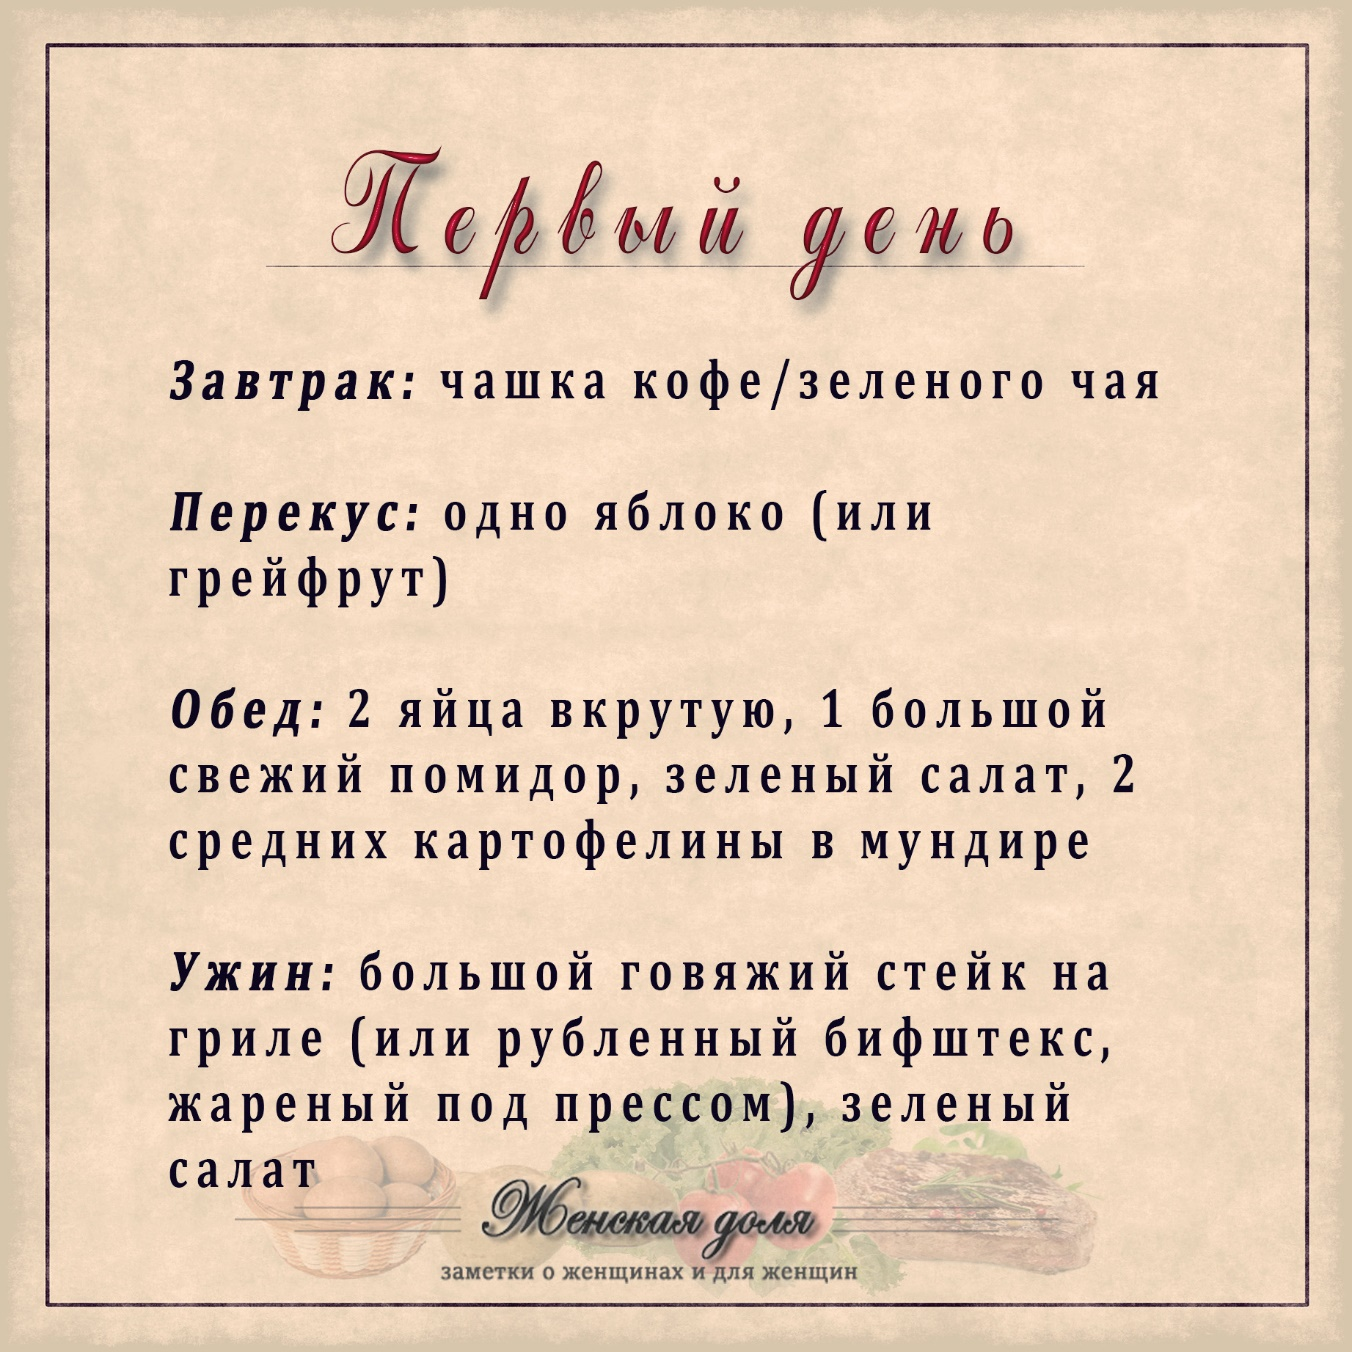 Первый день
Завтрак: чашка кофе/зеленого чая
Перекус: одно яблоко (или
грейфрут)
Обед: 2 яйца вкрутую, 1 большой
свежий помидор, зеленый салат, 2
средних картофелины в мундире
Ужин: большой говяжий стейк на
гриле (или рубленный бифштекс,
жареный под прессом), зеленый
салат
Женская доля
заметки о женщинах и для женщин